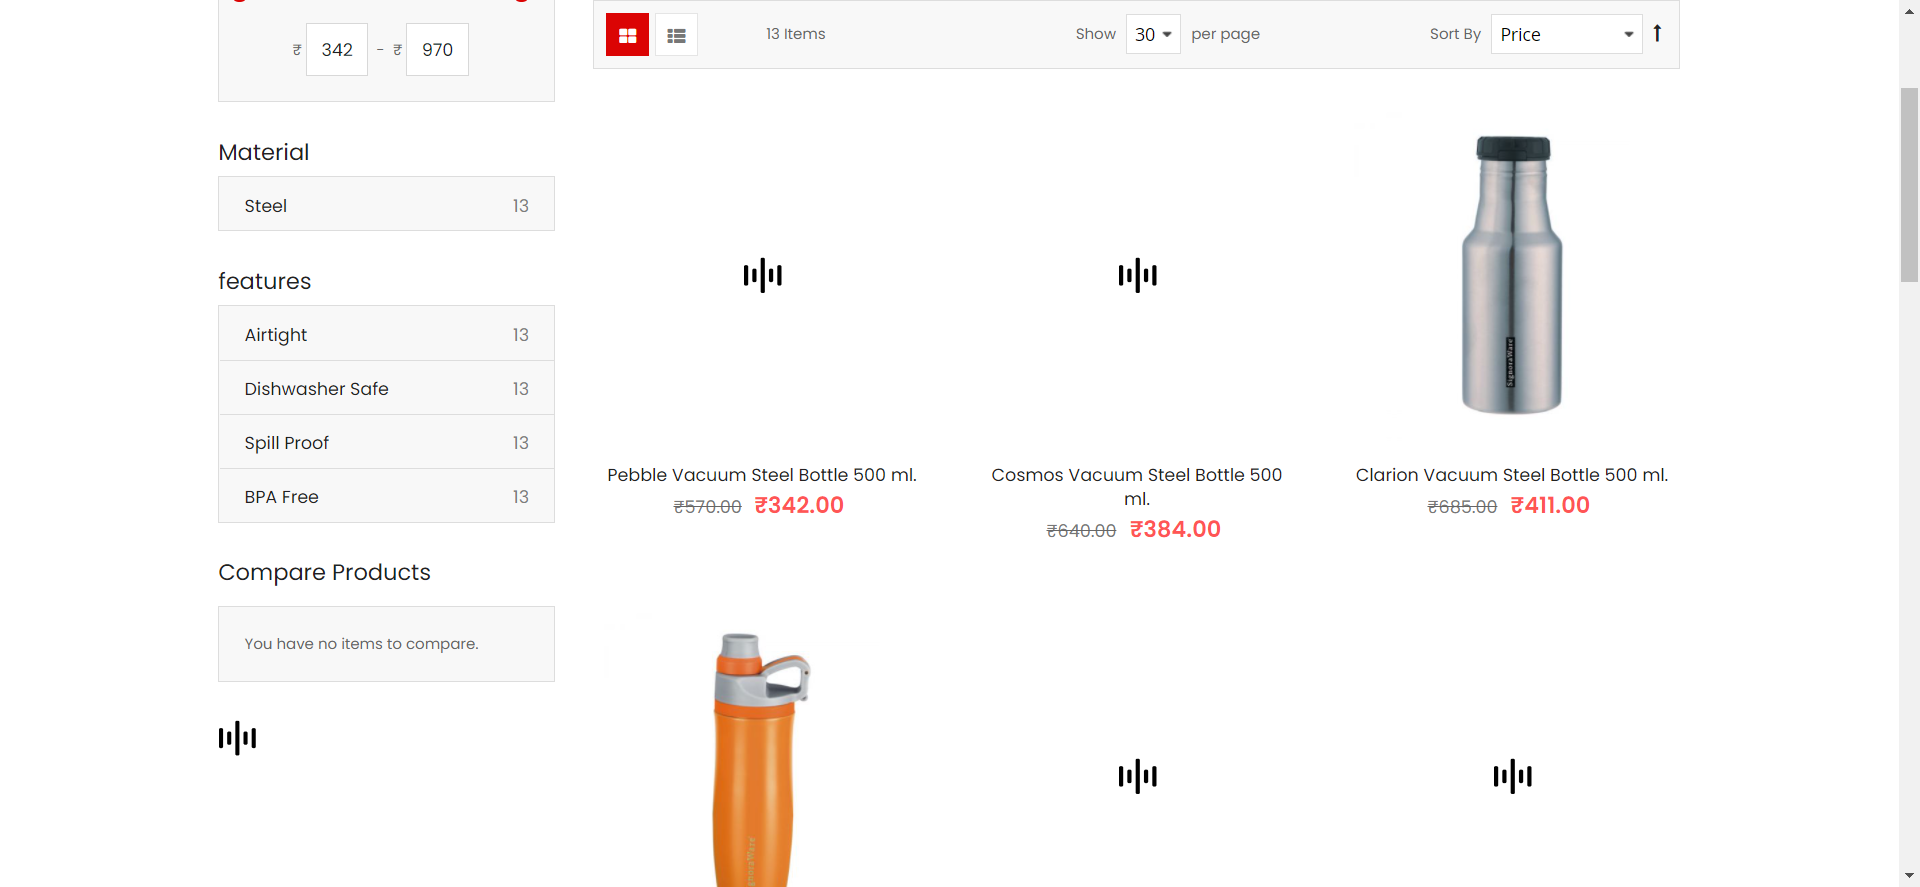 ₹ 342 - ₹ 970
Material
Steel 13
features
Airtight 13
Dishwasher Safe 13
Spill Proof 13
BPA Free 13
Compare Products
You have no items to compare.
13 Items
Show 30 per page
Sort By Price
SignoraWare
Pebble Vacuum Steel Bottle 500 ml.
₹570.00 ₹342.00
Cosmos Vacuum Steel Bottle 500
ml.
₹640.00 ₹384.00
Clarion Vacuum Steel Bottle 500 ml.
₹685.00 ₹411.00